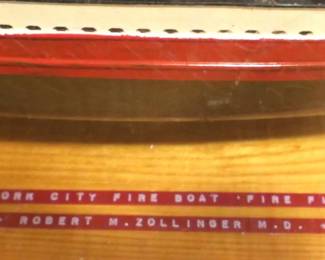 ORK CITY FIRE BOAT 'FIRE F
ROBERT M. ZOLLINGER M.D.